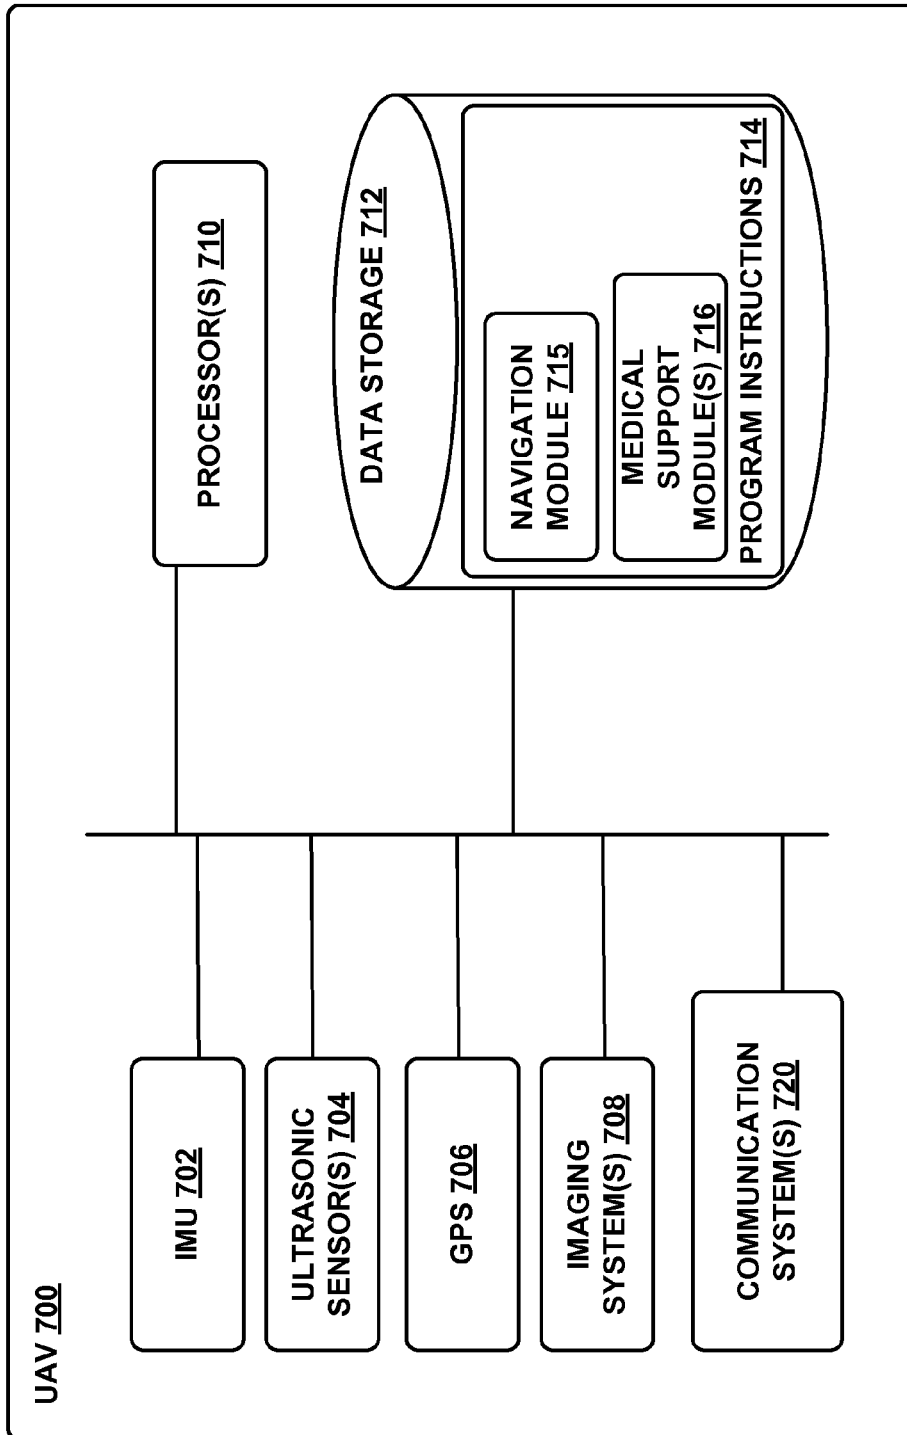 UAV 700
IMU 702
ULTRASONIC
SENSOR(S) 704
GPS 706
IMAGING
SYSTEM(S) 708
COMMUNICATION
SYSTEM(S) 720
PROCESSOR(S) 710
DATA STORAGE 712
NAVIGATION
MODULE 715
MEDICAL
SUPPORT
MODULE(S) 716
PROGRAM INSTRUCTIONS 714